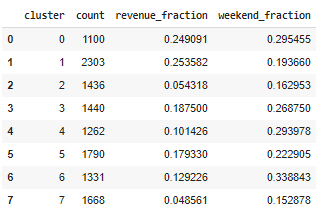 cluster count revenue_fraction weekend_fraction
0 0 1100 0.249091 0.295455
1 1 2303 0.253582 0.193660
2 2 1436 0.054318 0.162953
3 3 1440 0.187500 0.268750
4 4 1262 0.101426 0.293978
5 5 1790 0.179330 0.222905
6 6 1331 0.129226 0.338843
7 7 1668 0.048561 0.152878